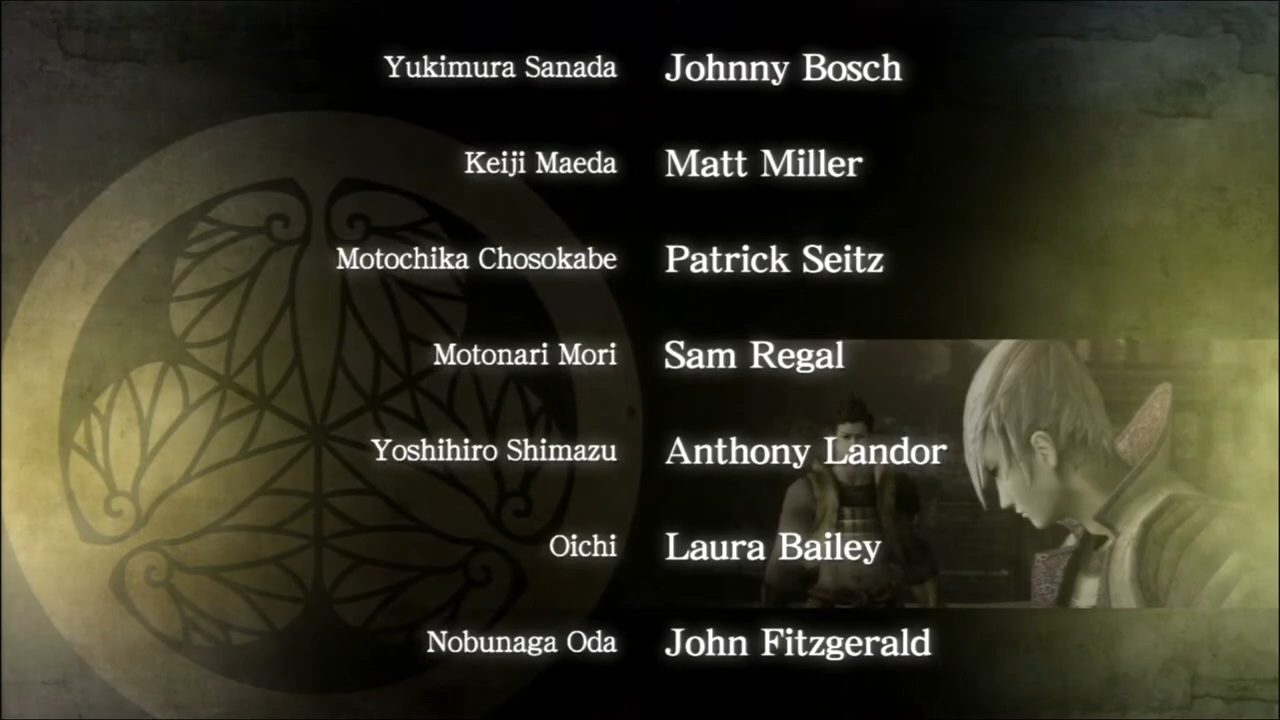 Yukimura Sanada Johnny Bosch
Keiji Maeda Matt Miller
Motochika Chosokabe Patrick Seitz
Motonari Mori Sam Regal
Yoshihiro Shimazu Anthony Landor
Oichi Laura Bailey
Nobunaga Oda John Fitzgerald